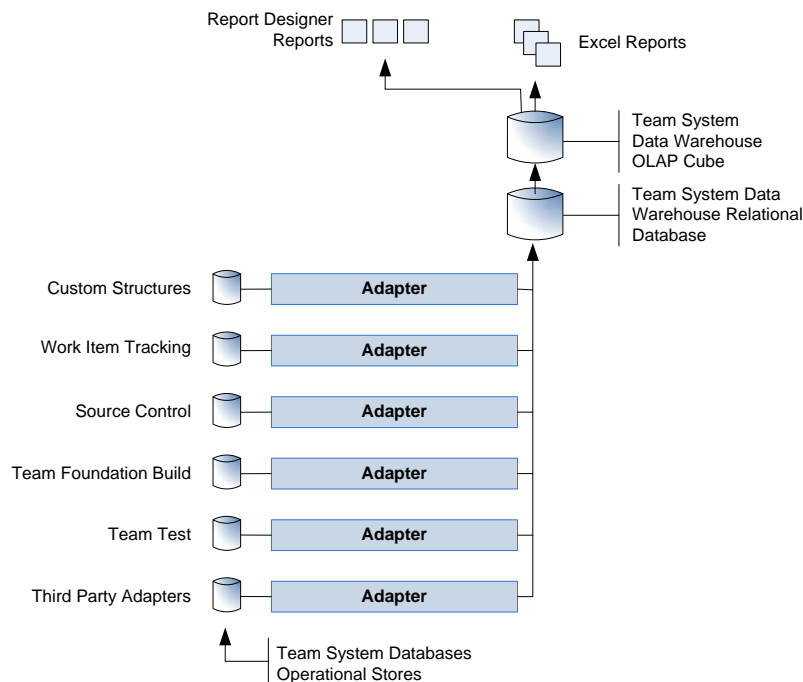 Report Designer
Reports
Excel Reports
Team System
Data Warehouse
OLAP Cube
Team System Data
Warehouse Relational
Database
Custom Structures
Adapter
Work Item Tracking
Adapter
Source Control
Adapter
Team Foundation Build
Adapter
Team Test
Adapter
Third Party Adapters
Adapter
Team System Databases
Operational Stores